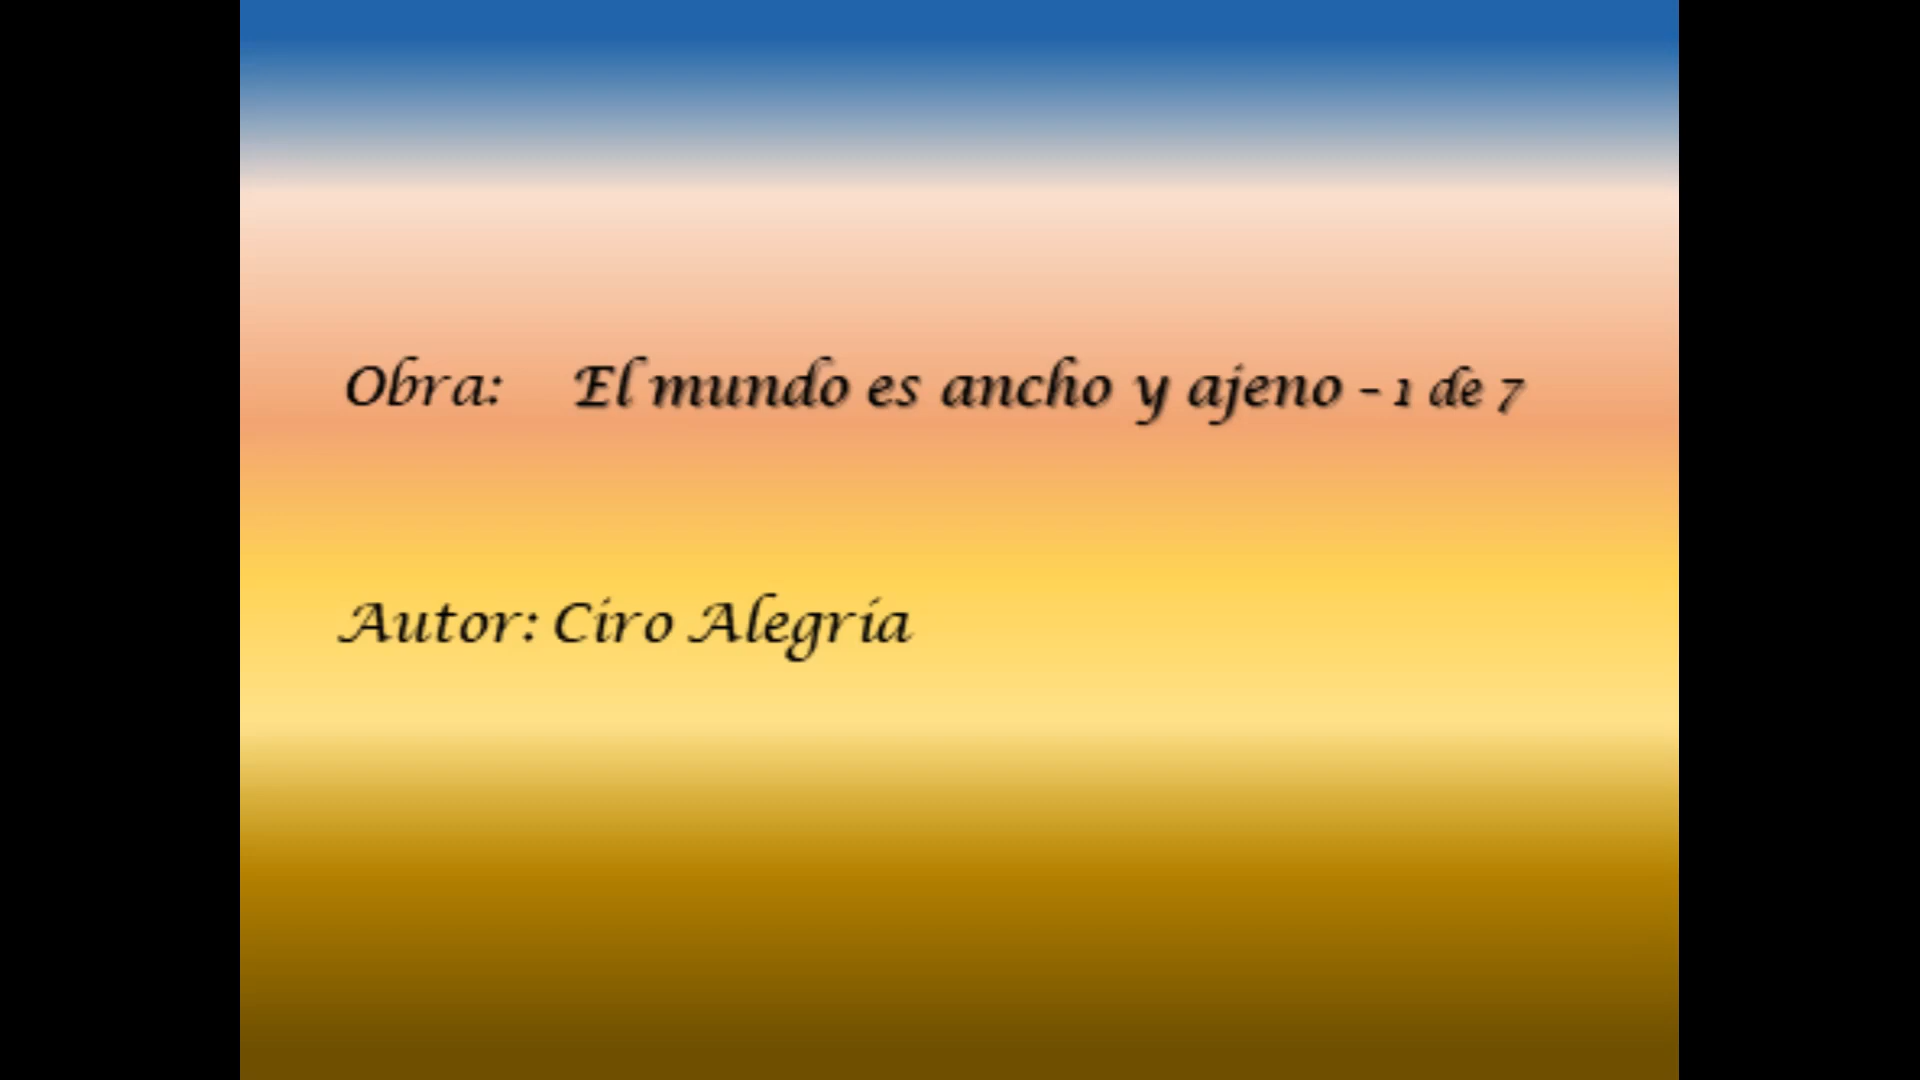 Obra: El mundo es ancho y ajeno - 1 de 7
Autor: Ciro Alegría